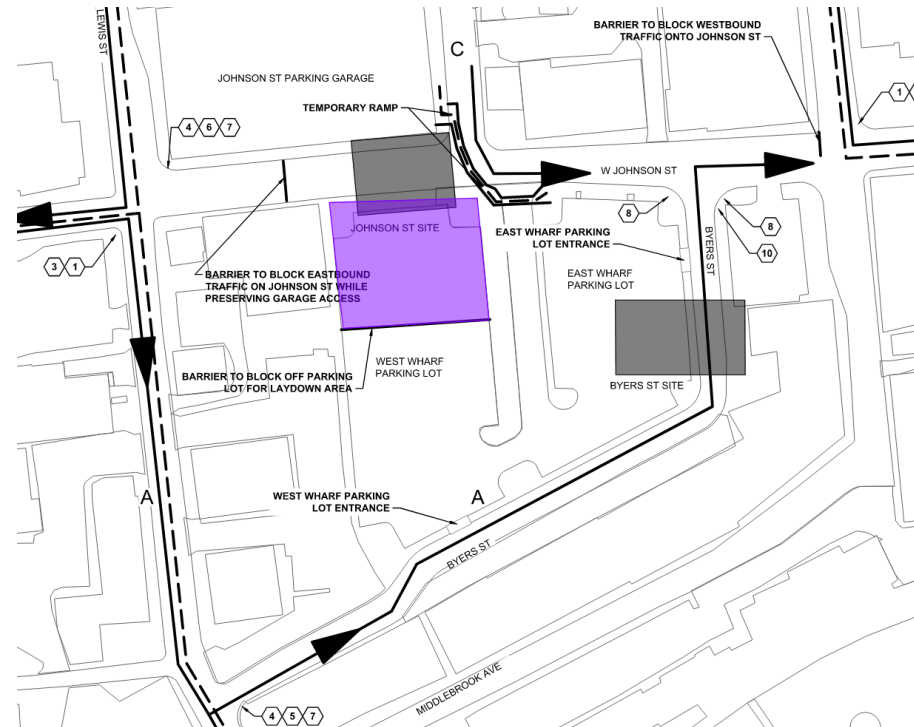 LEWIS ST
C
BARRIER TO BLOCK WESTBOUND
TRAFFIC ONTO JOHNSON ST
JOHNSON ST PARKING GARAGE
TEMPORARY RAMP
1
4 6 7
W JOHNSON ST
JOHNSON ST SITE
8
EAST WHARF PARKING
LOT ENTRANCE
BYERS ST
8
10
3 1
BARRIER TO BLOCK EASTBOUND
TRAFFIC ON JOHNSON ST WHILE
PRESERVING GARAGE ACCESS
EAST WHARF
PARKING LOT
WEST WHARF
PARKING LOT
BARRIER TO BLOCK OFF PARKING
LOT FOR LAYDOWN AREA
BYERS ST SITE
A
WEST WHARF PARKING
LOT ENTRANCE
A
BYERS ST
MIDDLEBROOK AVE
4 5 7